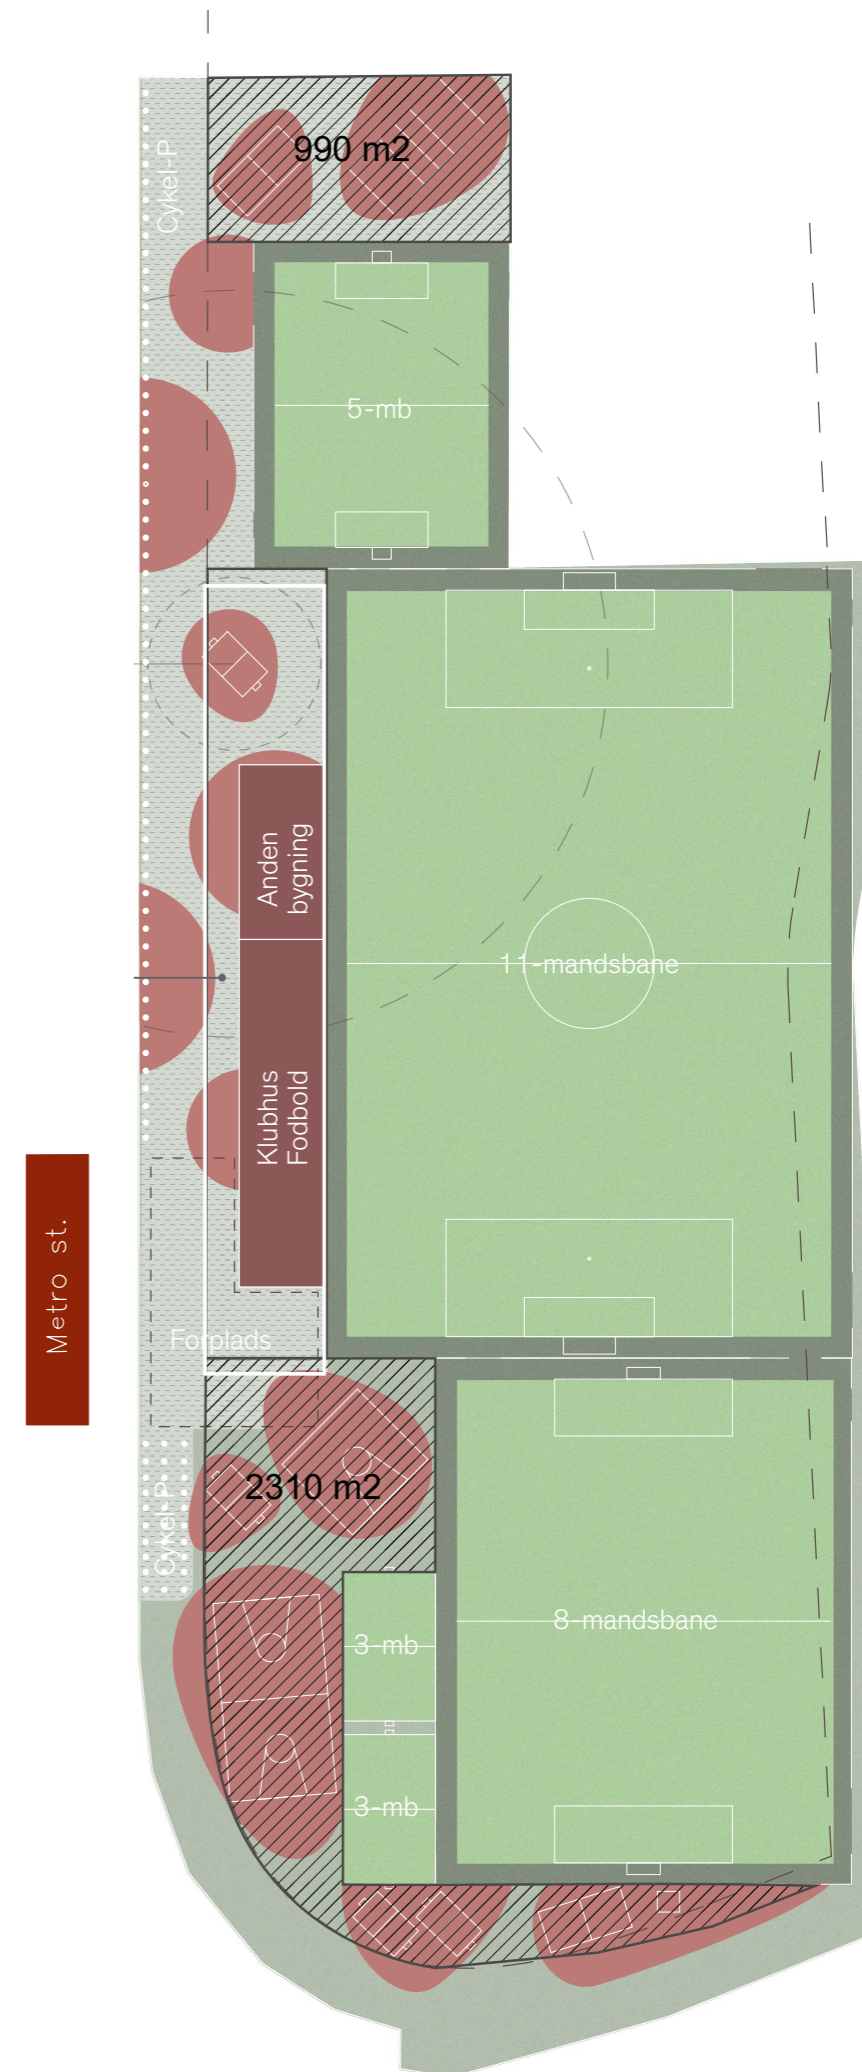 Cykel-P
990 m2
5-mb
Anden
bygning
11-mandsbane
Klubhus
Fodbold
Metro st.
Forplads
2310 m2
Cykel-P
8-mandsbane
3-mb
3-mb